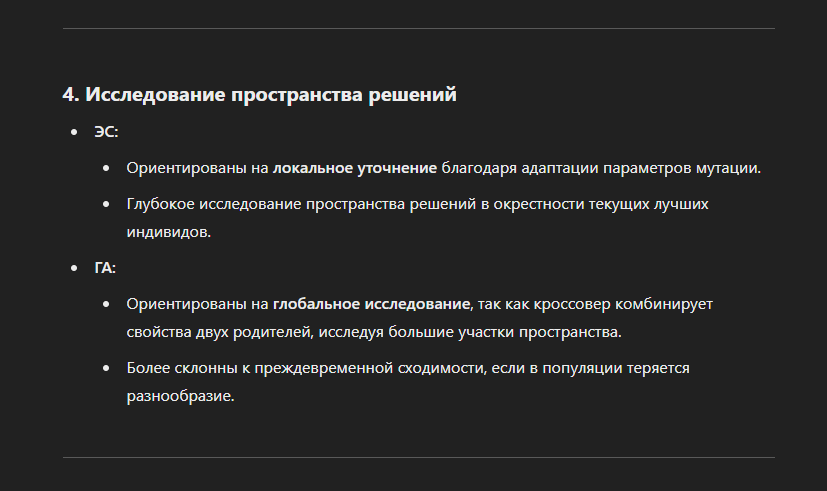 4. Исследование пространства решений
• ЭС:
• Ориентированы на локальное уточнение благодаря адаптации параметров мутации.
• Глубокое исследование пространства решений в окрестности текущих лучших
индивидов.
• ГА:
• Ориентированы на глобальное исследование, так как кроссовер комбинирует
свойства двух родителей, исследуя большие участки пространства.
• Более склонны к преждевременной сходимости, если в популяции теряется
разнообразие.